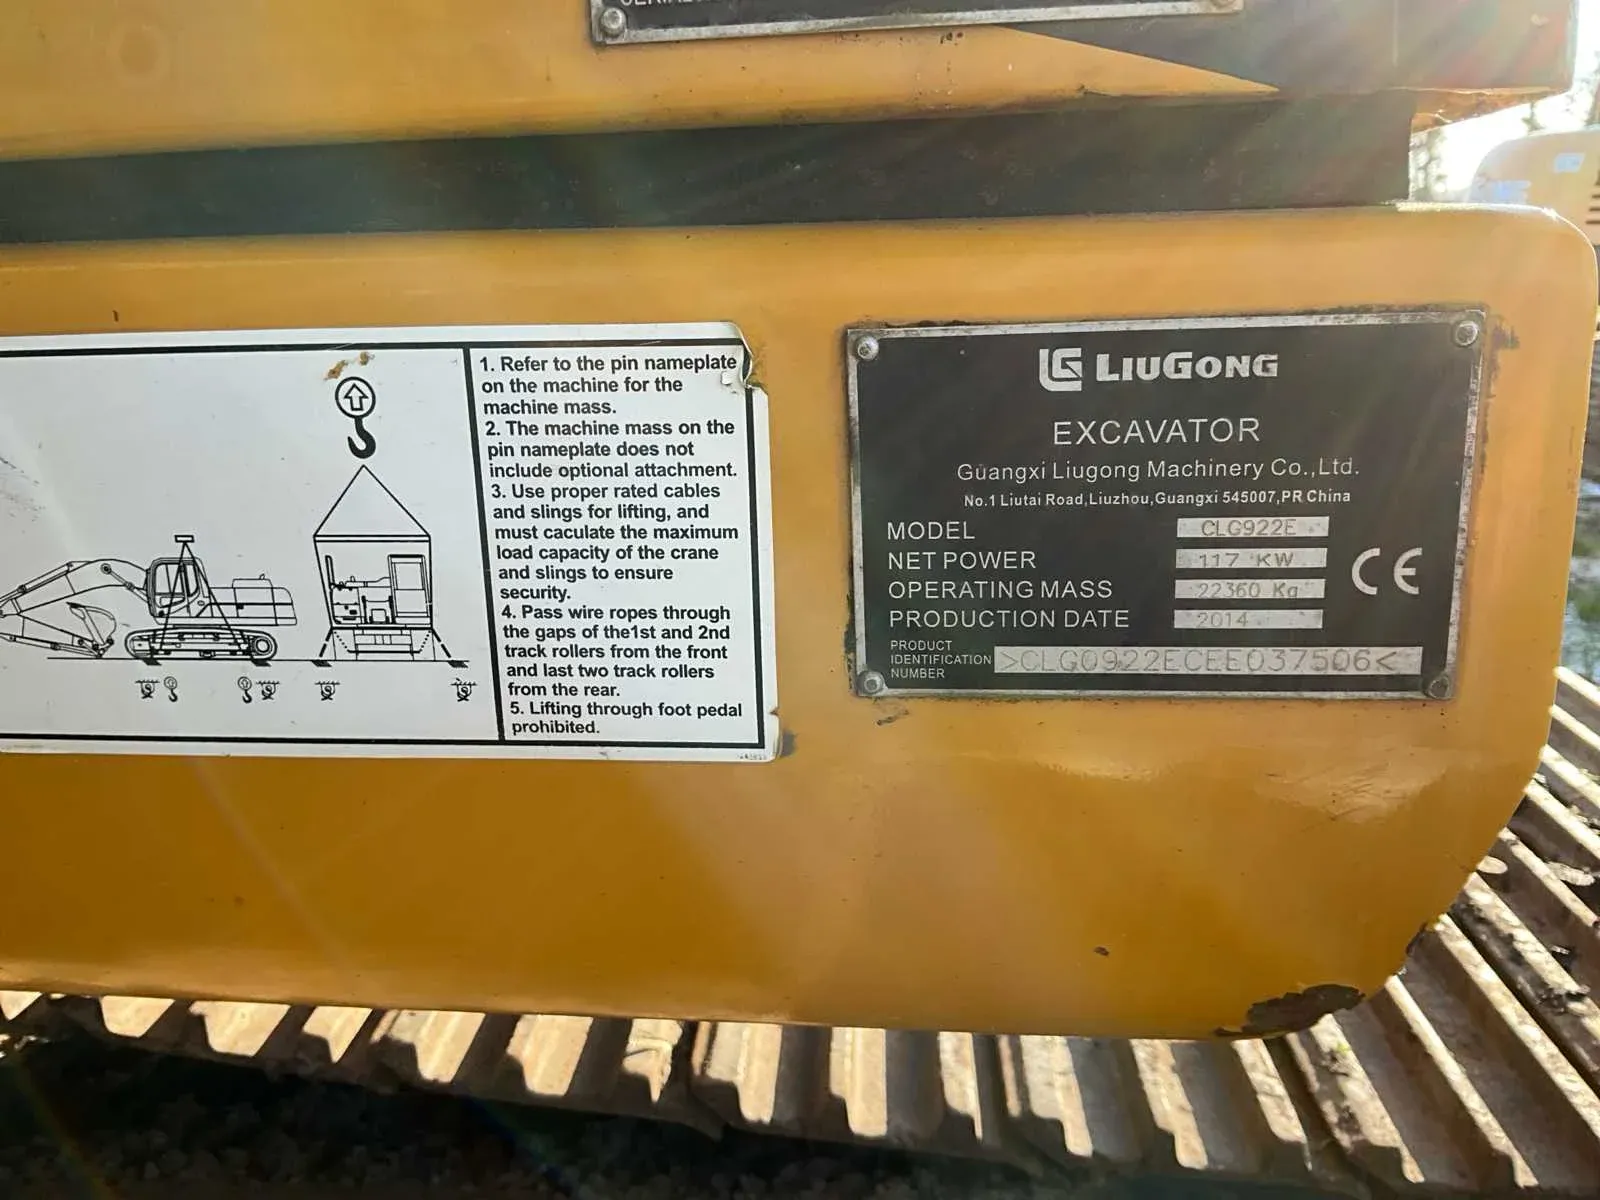 1. Refer to the pin nameplate
on the machine for the
machine mass.
2. The machine mass on the
pin nameplate does not
include optional attachment.
3. Use proper rated cables
and slings for lifting, and
must caculate the maximum
load capacity of the crane
and slings to ensure
security.
4. Pass wire ropes through
the gaps of the1st and 2nd
track rollers from the front
and last two track rollers
from the rear.
5. Lifting through foot pedal
prohibited.
LG LIUGONG
EXCAVATOR
Guangxi Liugong Machinery Co.,Ltd.
No.1 Liutai Road,Liuzhou,Guangxi 545007,PR China
MODEL CLG922E
NET POWER 117 KW
OPERATING MASS 22360 Kg
PRODUCTION DATE 2014
PRODUCT
IDENTIFICATION
NUMBER
>CLG0922ECEE037506<
CE